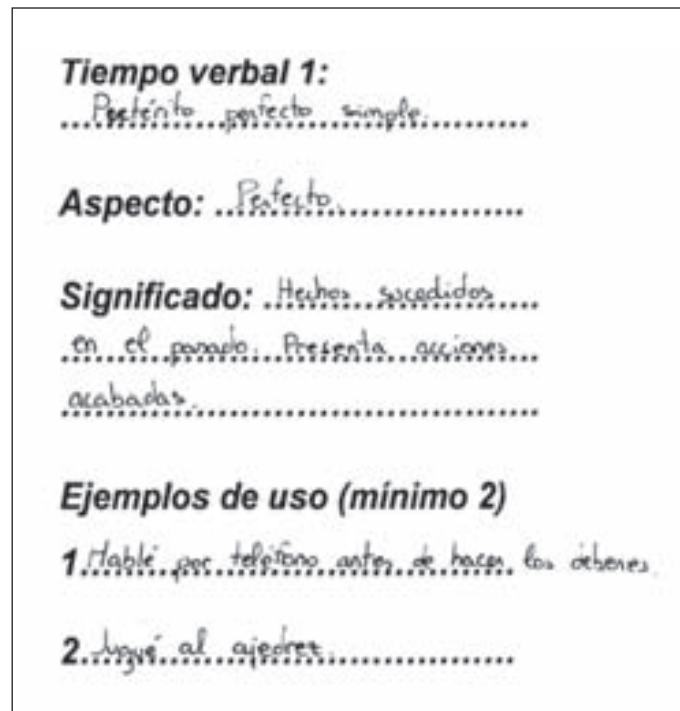 Tiempo verbal 1:
Pretérito perfecto simple.
Aspecto: Perfecto.
Significado: Hechos sucedidos
en el pasado. Presenta acciones
acabadas.
Ejemplos de uso (mínimo 2)
1 Hablé por teléfono antes de hacer los deberes.
2. Jugué al ajedrez.